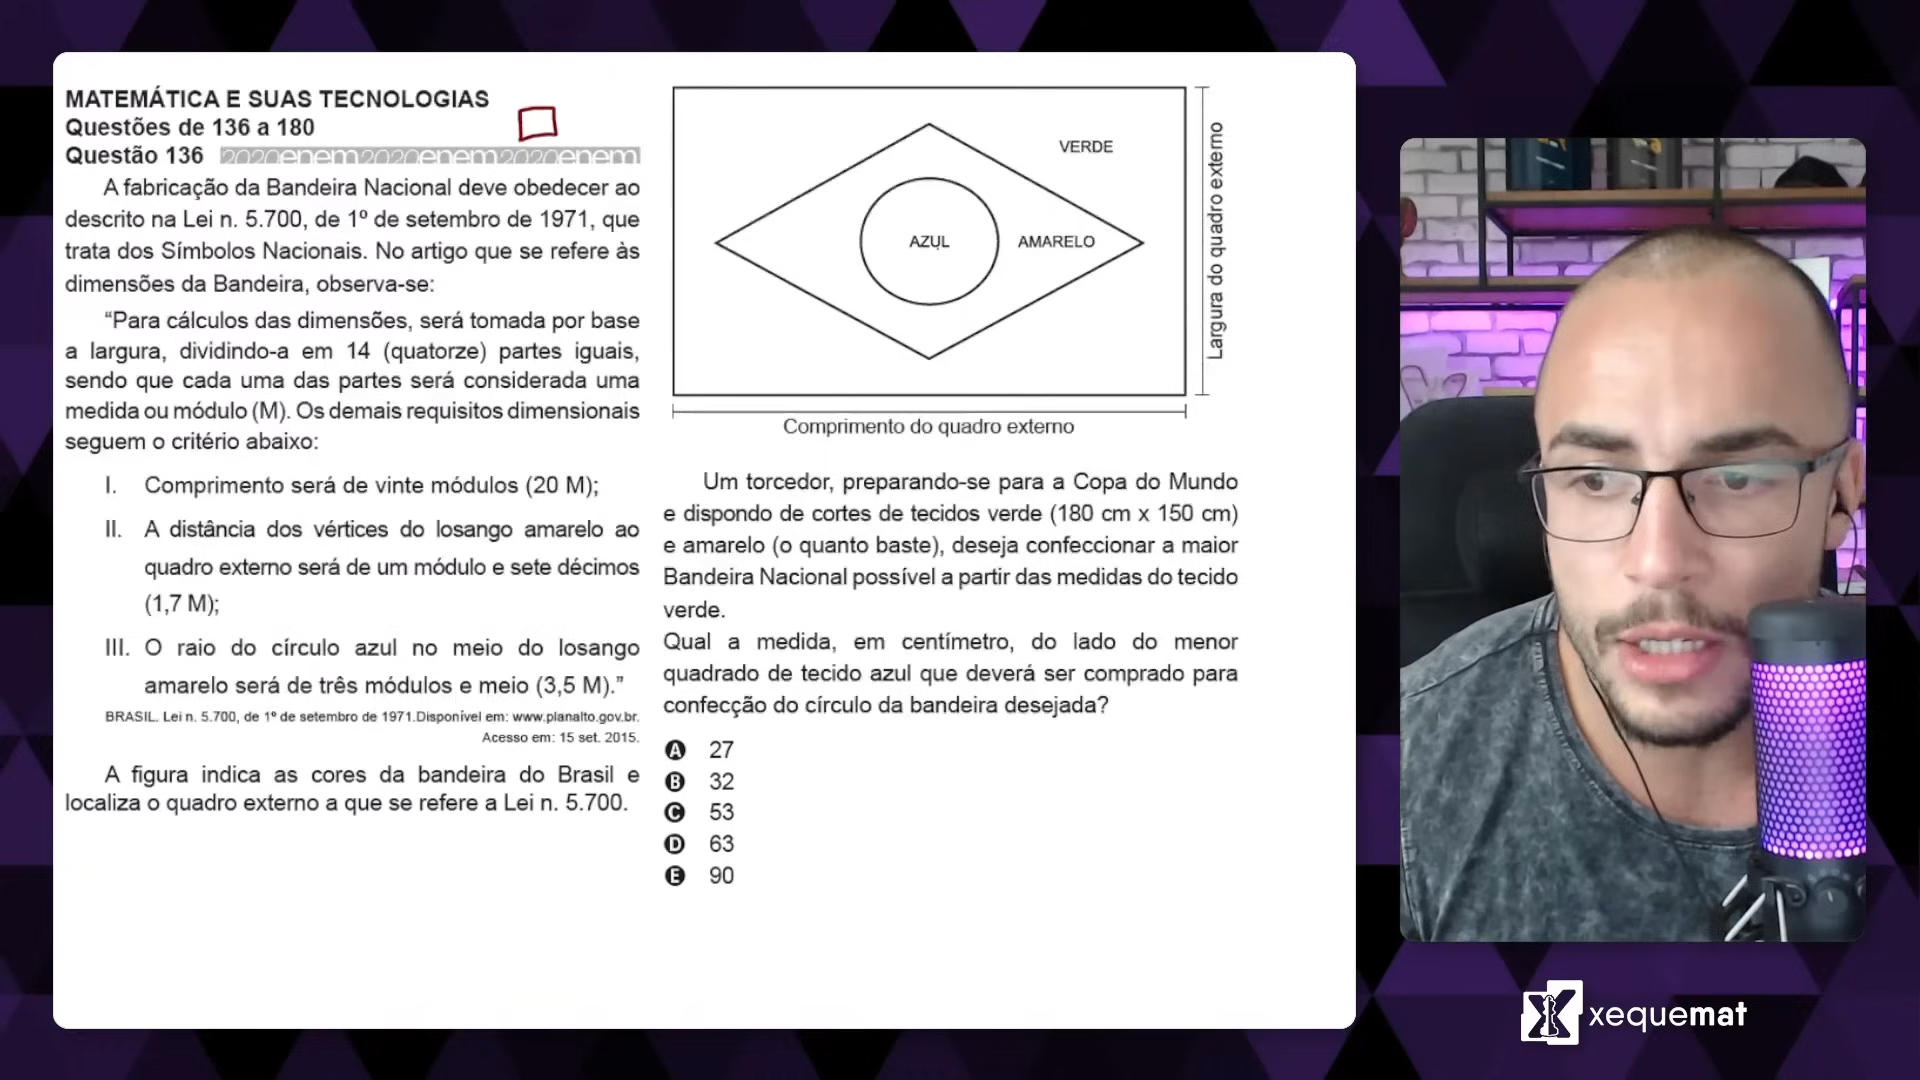 MATEMÁTICA E SUAS TECNOLOGIAS
Questões de 136 a 180
Questão 136 2020enem2020enem2020enem
A fabricação da Bandeira Nacional deve obedecer ao
descrito na Lei n. 5.700, de 1º de setembro de 1971, que
trata dos Símbolos Nacionais. No artigo que se refere às
dimensões da Bandeira, observa-se:
“Para cálculos das dimensões, será tomada por base
a largura, dividindo-a em 14 (quatorze) partes iguais,
sendo que cada uma das partes será considerada uma
medida ou módulo (M). Os demais requisitos dimensionais
seguem o critério abaixo:
I. Comprimento será de vinte módulos (20 M);
II. A distância dos vértices do losango amarelo ao
quadro externo será de um módulo e sete décimos
(1,7 M);
III. O raio do círculo azul no meio do losango
amarelo será de três módulos e meio (3,5 M).”
BRASIL. Lei n. 5.700, de 1º de setembro de 1971.Disponível em: www.planalto.gov.br.
Acesso em: 15 set. 2015.
A figura indica as cores da bandeira do Brasil e
localiza o quadro externo a que se refere a Lei n. 5.700.
VERDE
AZUL
AMARELO
Largura do quadro externo
Comprimento do quadro externo
Um torcedor, preparando-se para a Copa do Mundo
e dispondo de cortes de tecidos verde (180 cm x 150 cm)
e amarelo (o quanto baste), deseja confeccionar a maior
Bandeira Nacional possível a partir das medidas do tecido
verde.
Qual a medida, em centímetro, do lado do menor
quadrado de tecido azul que deverá ser comprado para
confecção do círculo da bandeira desejada?
A 27
B 32
C 53
D 63
E 90
xequemat